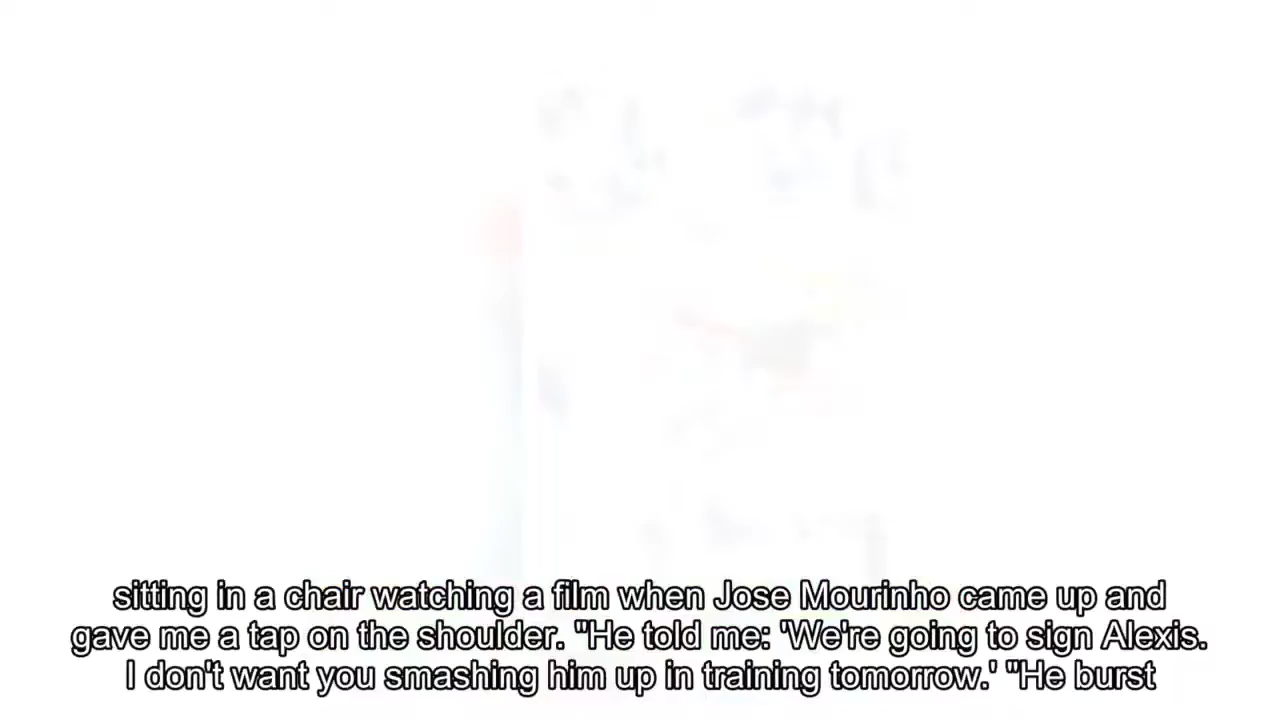 sitting in a chair watching a film when Jose Mourinho came up and
gave me a tap on the shoulder. "He told me: 'We're going to sign Alexis.
I don't want you smashing him up in training tomorrow.' "He burst